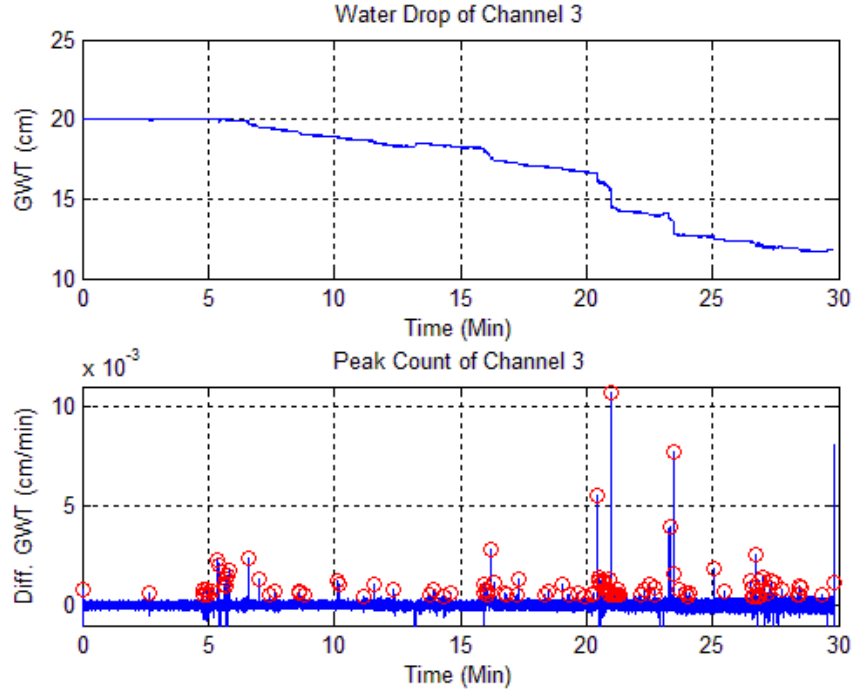 Water Drop of Channel 3
GWT (cm)
25
20
15
10
0 5 10 15 20 25 30
Time (Min)
x 10^-3
Peak Count of Channel 3
Diff. GWT (cm/min)
10
5
0
0 5 10 15 20 25 30
Time (Min)